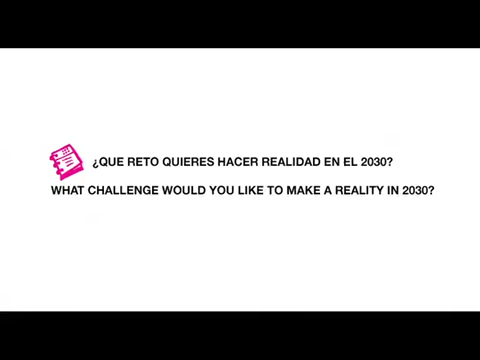 ¿QUE RETO QUIERES HACER REALIDAD EN EL 2030?
WHAT CHALLENGE WOULD YOU LIKE TO MAKE A REALITY IN 2030?